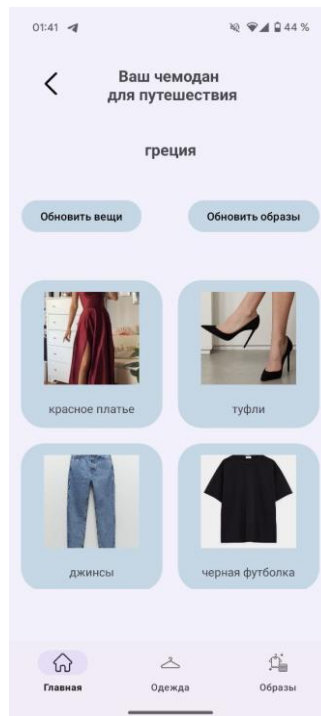 01:41 44 %
Ваш чемодан
для путешествия
греция
Обновить вещи Обновить образы
красное платье туфли
джинсы черная футболка
Главная Одежда Образы